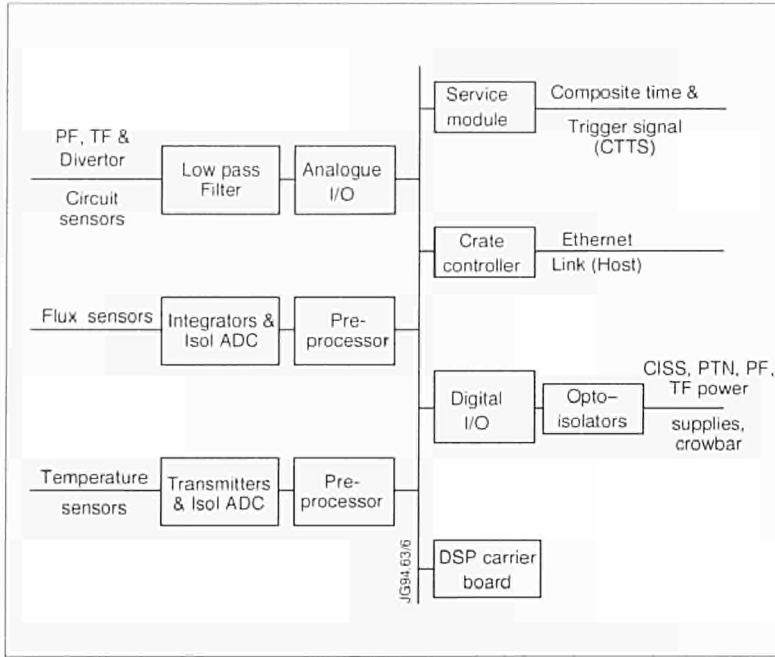 PF, TF &
Divertor
Circuit
sensors
Low pass
Filter
Analogue
I/O
Flux sensors
Integrators &
Isol ADC
Pre-
processor
Temperature
sensors
Transmitters
& Isol ADC
Pre-
processor
JG94.63/6
Service
module
Composite time &
Trigger signal
(CTTS)
Crate
controller
Ethernet
Link (Host)
Digital
I/O
Opto–
isolators
CISS, PTN, PF,
TF power
supplies,
crowbar
DSP carrier
board